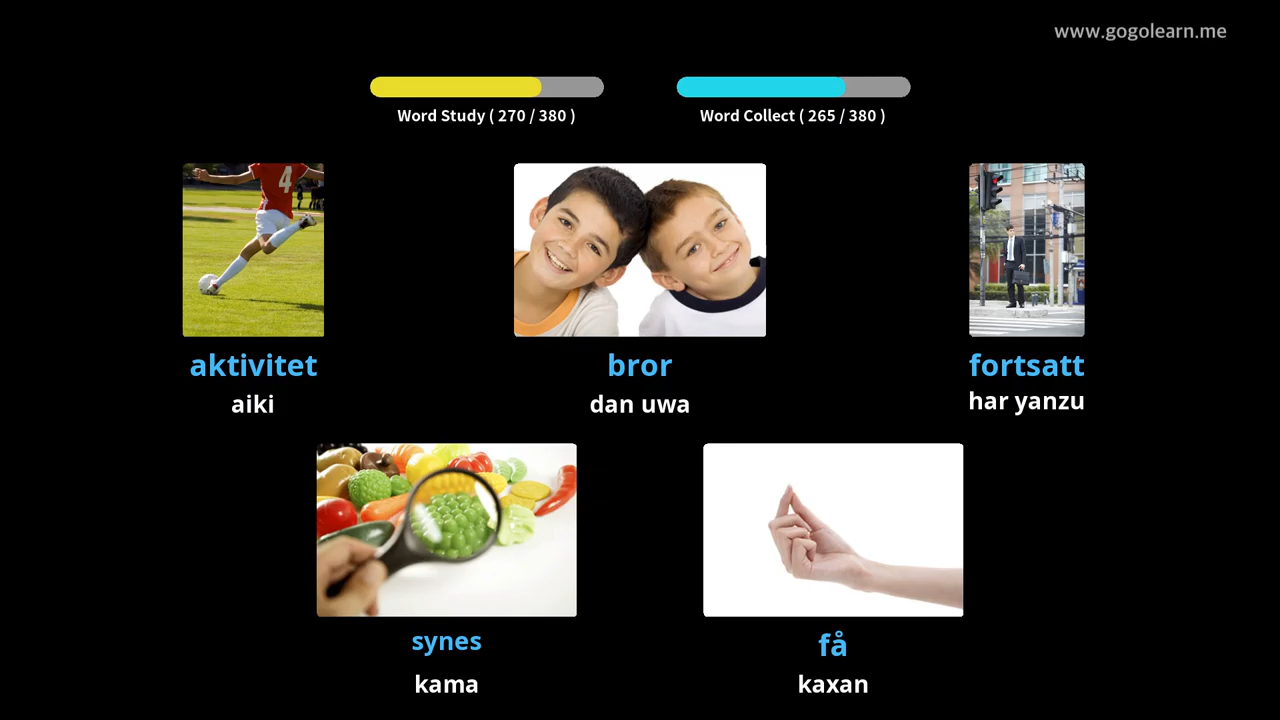 www.gogolearn.me
Word Study ( 270 / 380 )
Word Collect ( 265 / 380 )
4
aktivitet
aiki
bror
dan uwa
fortsatt
har yanzu
synes
kama
få
kaxan